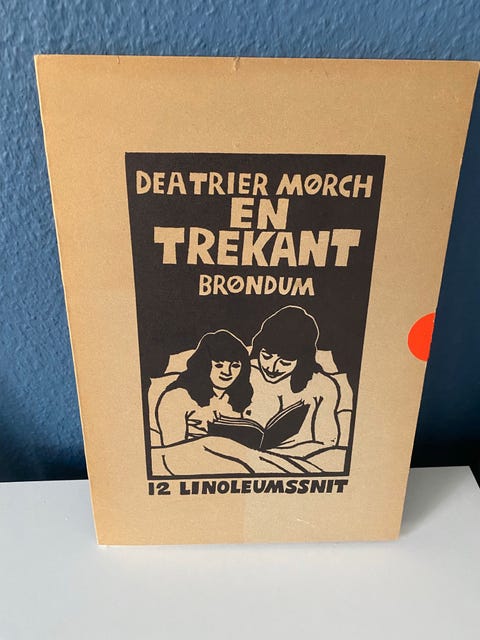 DEA TRIER MØRCH
EN
TREKANT
BRØNDUM
12 LINOLEUMSSNIT